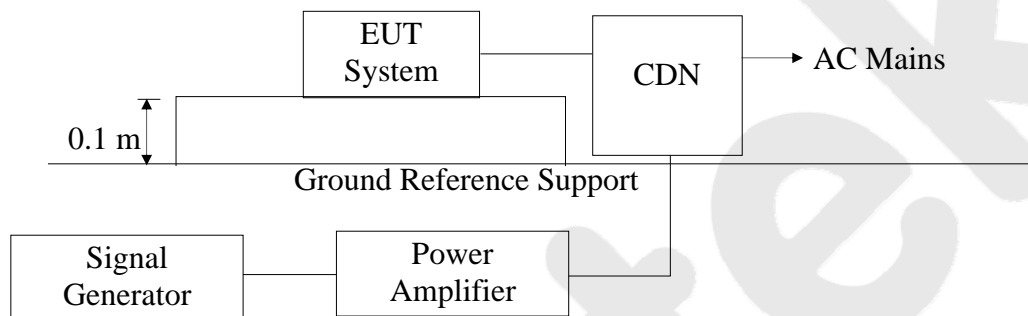 EUT
System
CDN
AC Mains
0.1 m
Ground Reference Support
Signal
Generator
Power
Amplifier